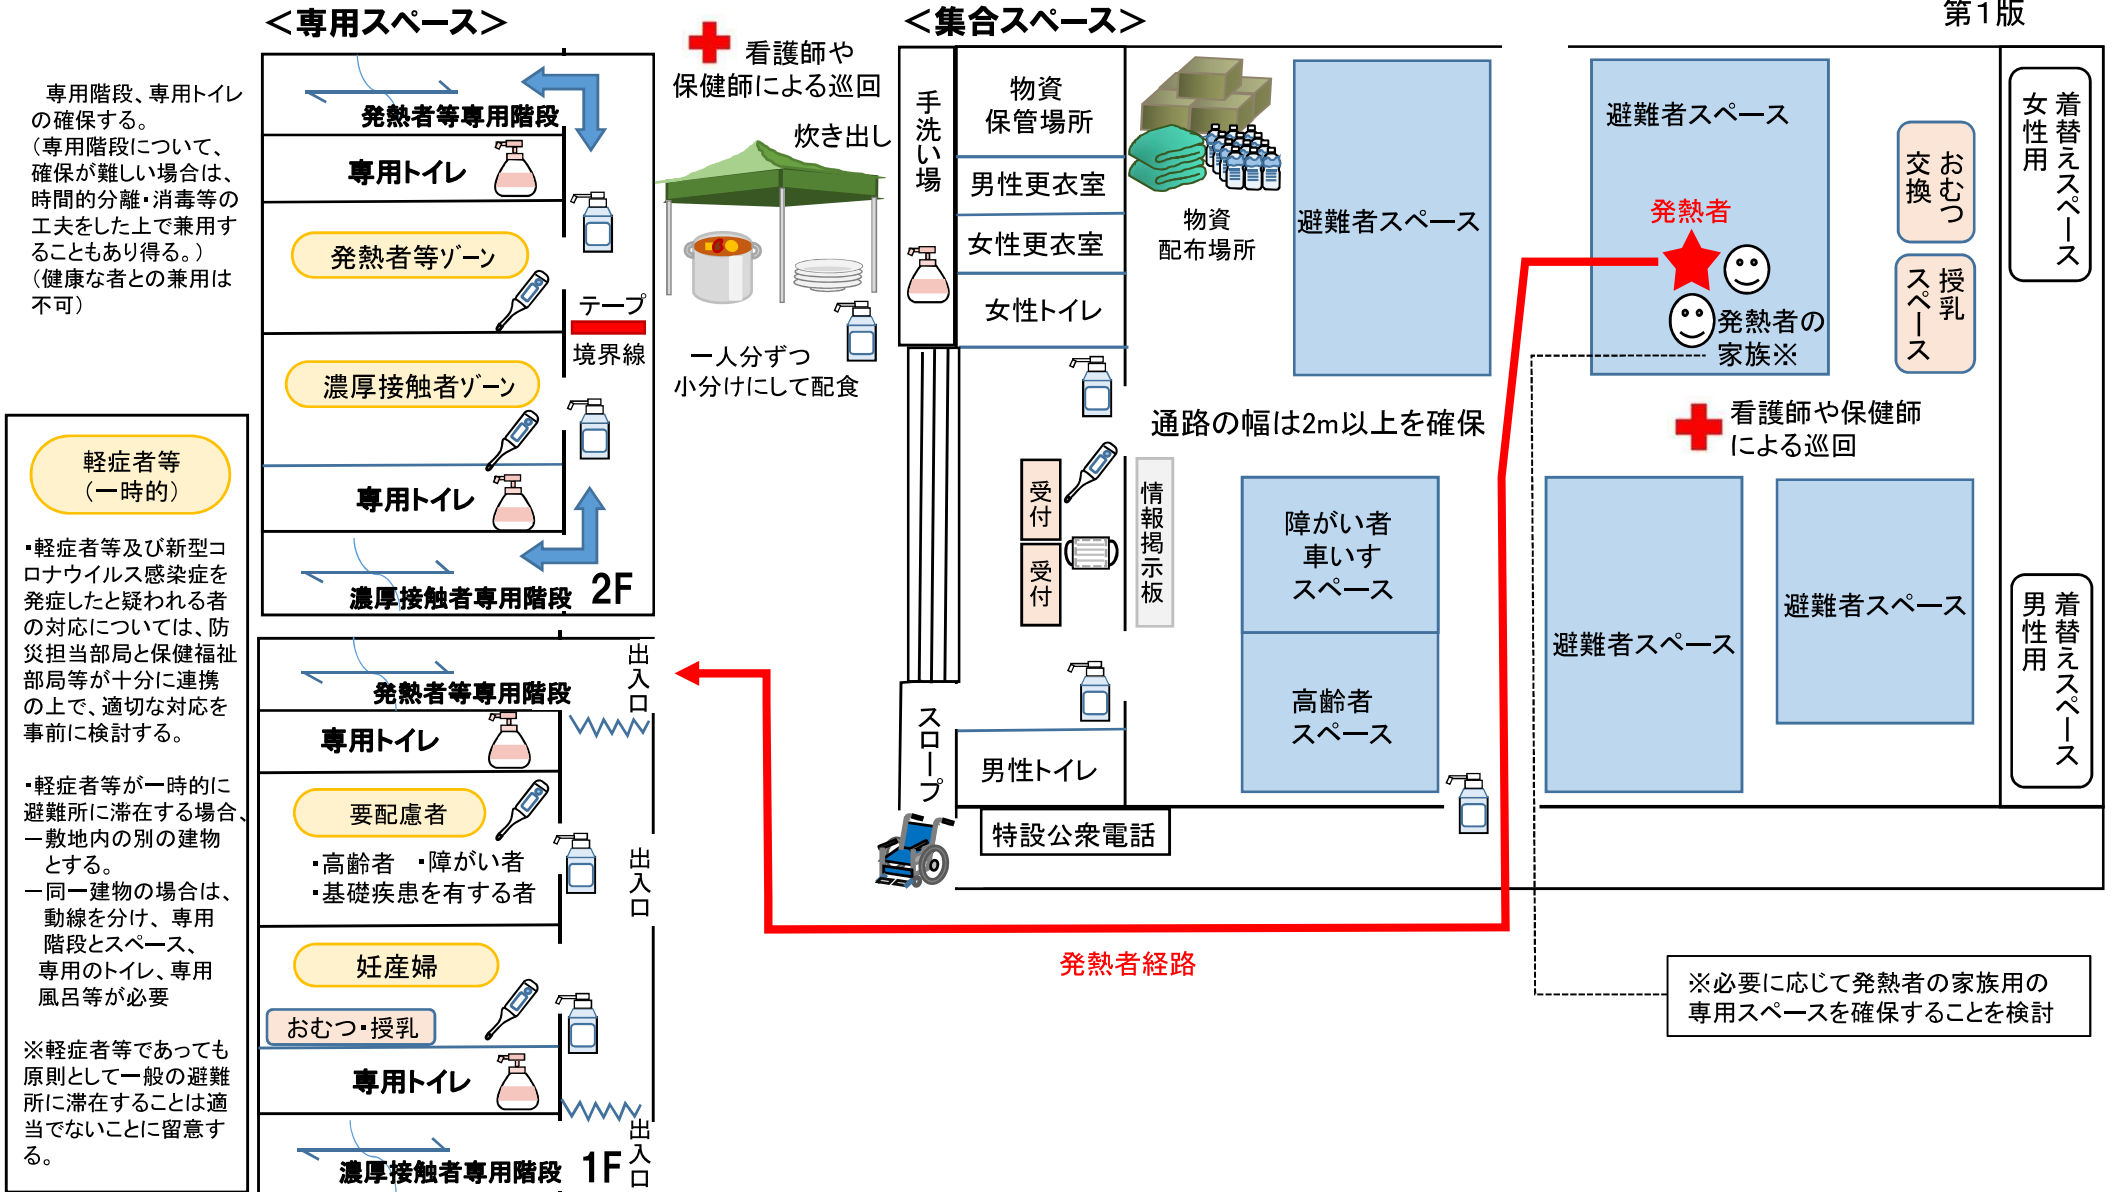 第1版
＜専用スペース＞
専用階段、専用トイレ
の確保する。
（専用階段について、
確保が難しい場合は、
時間的分離・消毒等の
工夫をした上で兼用す
ることもあり得る。）
（健康な者との兼用は
不可）
発熱者等専用階段
専用トイレ
発熱者等ゾーン
テープ
境界線
濃厚接触者ゾーン
専用トイレ
濃厚接触者専用階段
2F
軽症者等
（一時的）
・軽症者等及び新型コ
ロナウイルス感染症を
発症したと疑われる者
の対応については、防
災担当部局と保健福祉
部局等が十分に連携
の上で、適切な対応を
事前に検討する。
・軽症者等が一時的に
避難所に滞在する場合、
－敷地内の別の建物
とする。
－同一建物の場合は、
動線を分け、専用
階段とスペース、
専用のトイレ、専用
風呂等が必要
※軽症者等であっても
原則として一般の避難
所に滞在することは適
当でないことに留意す
る。
発熱者等専用階段
出入口
専用トイレ
要配慮者
・高齢者　・障がい者
・基礎疾患を有する者
出入口
妊産婦
おむつ・授乳
専用トイレ
濃厚接触者専用階段
1F
出入口
看護師や
保健師による巡回
炊き出し
一人分ずつ
小分けにして配食
＜集合スペース＞
手洗い場
物資
保管場所
男性更衣室
女性更衣室
女性トイレ
物資
配布場所
避難者スペース
避難者スペース
発熱者
発熱者の
家族※
おむつ
交換
授乳
スペース
着替えスペース
女性用
通路の幅は2m以上を確保
看護師や保健師
による巡回
受付
受付
情報掲示板
障がい者
車いす
スペース
高齢者
スペース
避難者スペース
避難者スペース
着替えスペース
男性用
スロープ
男性トイレ
特設公衆電話
発熱者経路
※必要に応じて発熱者の家族用の
専用スペースを確保することを検討